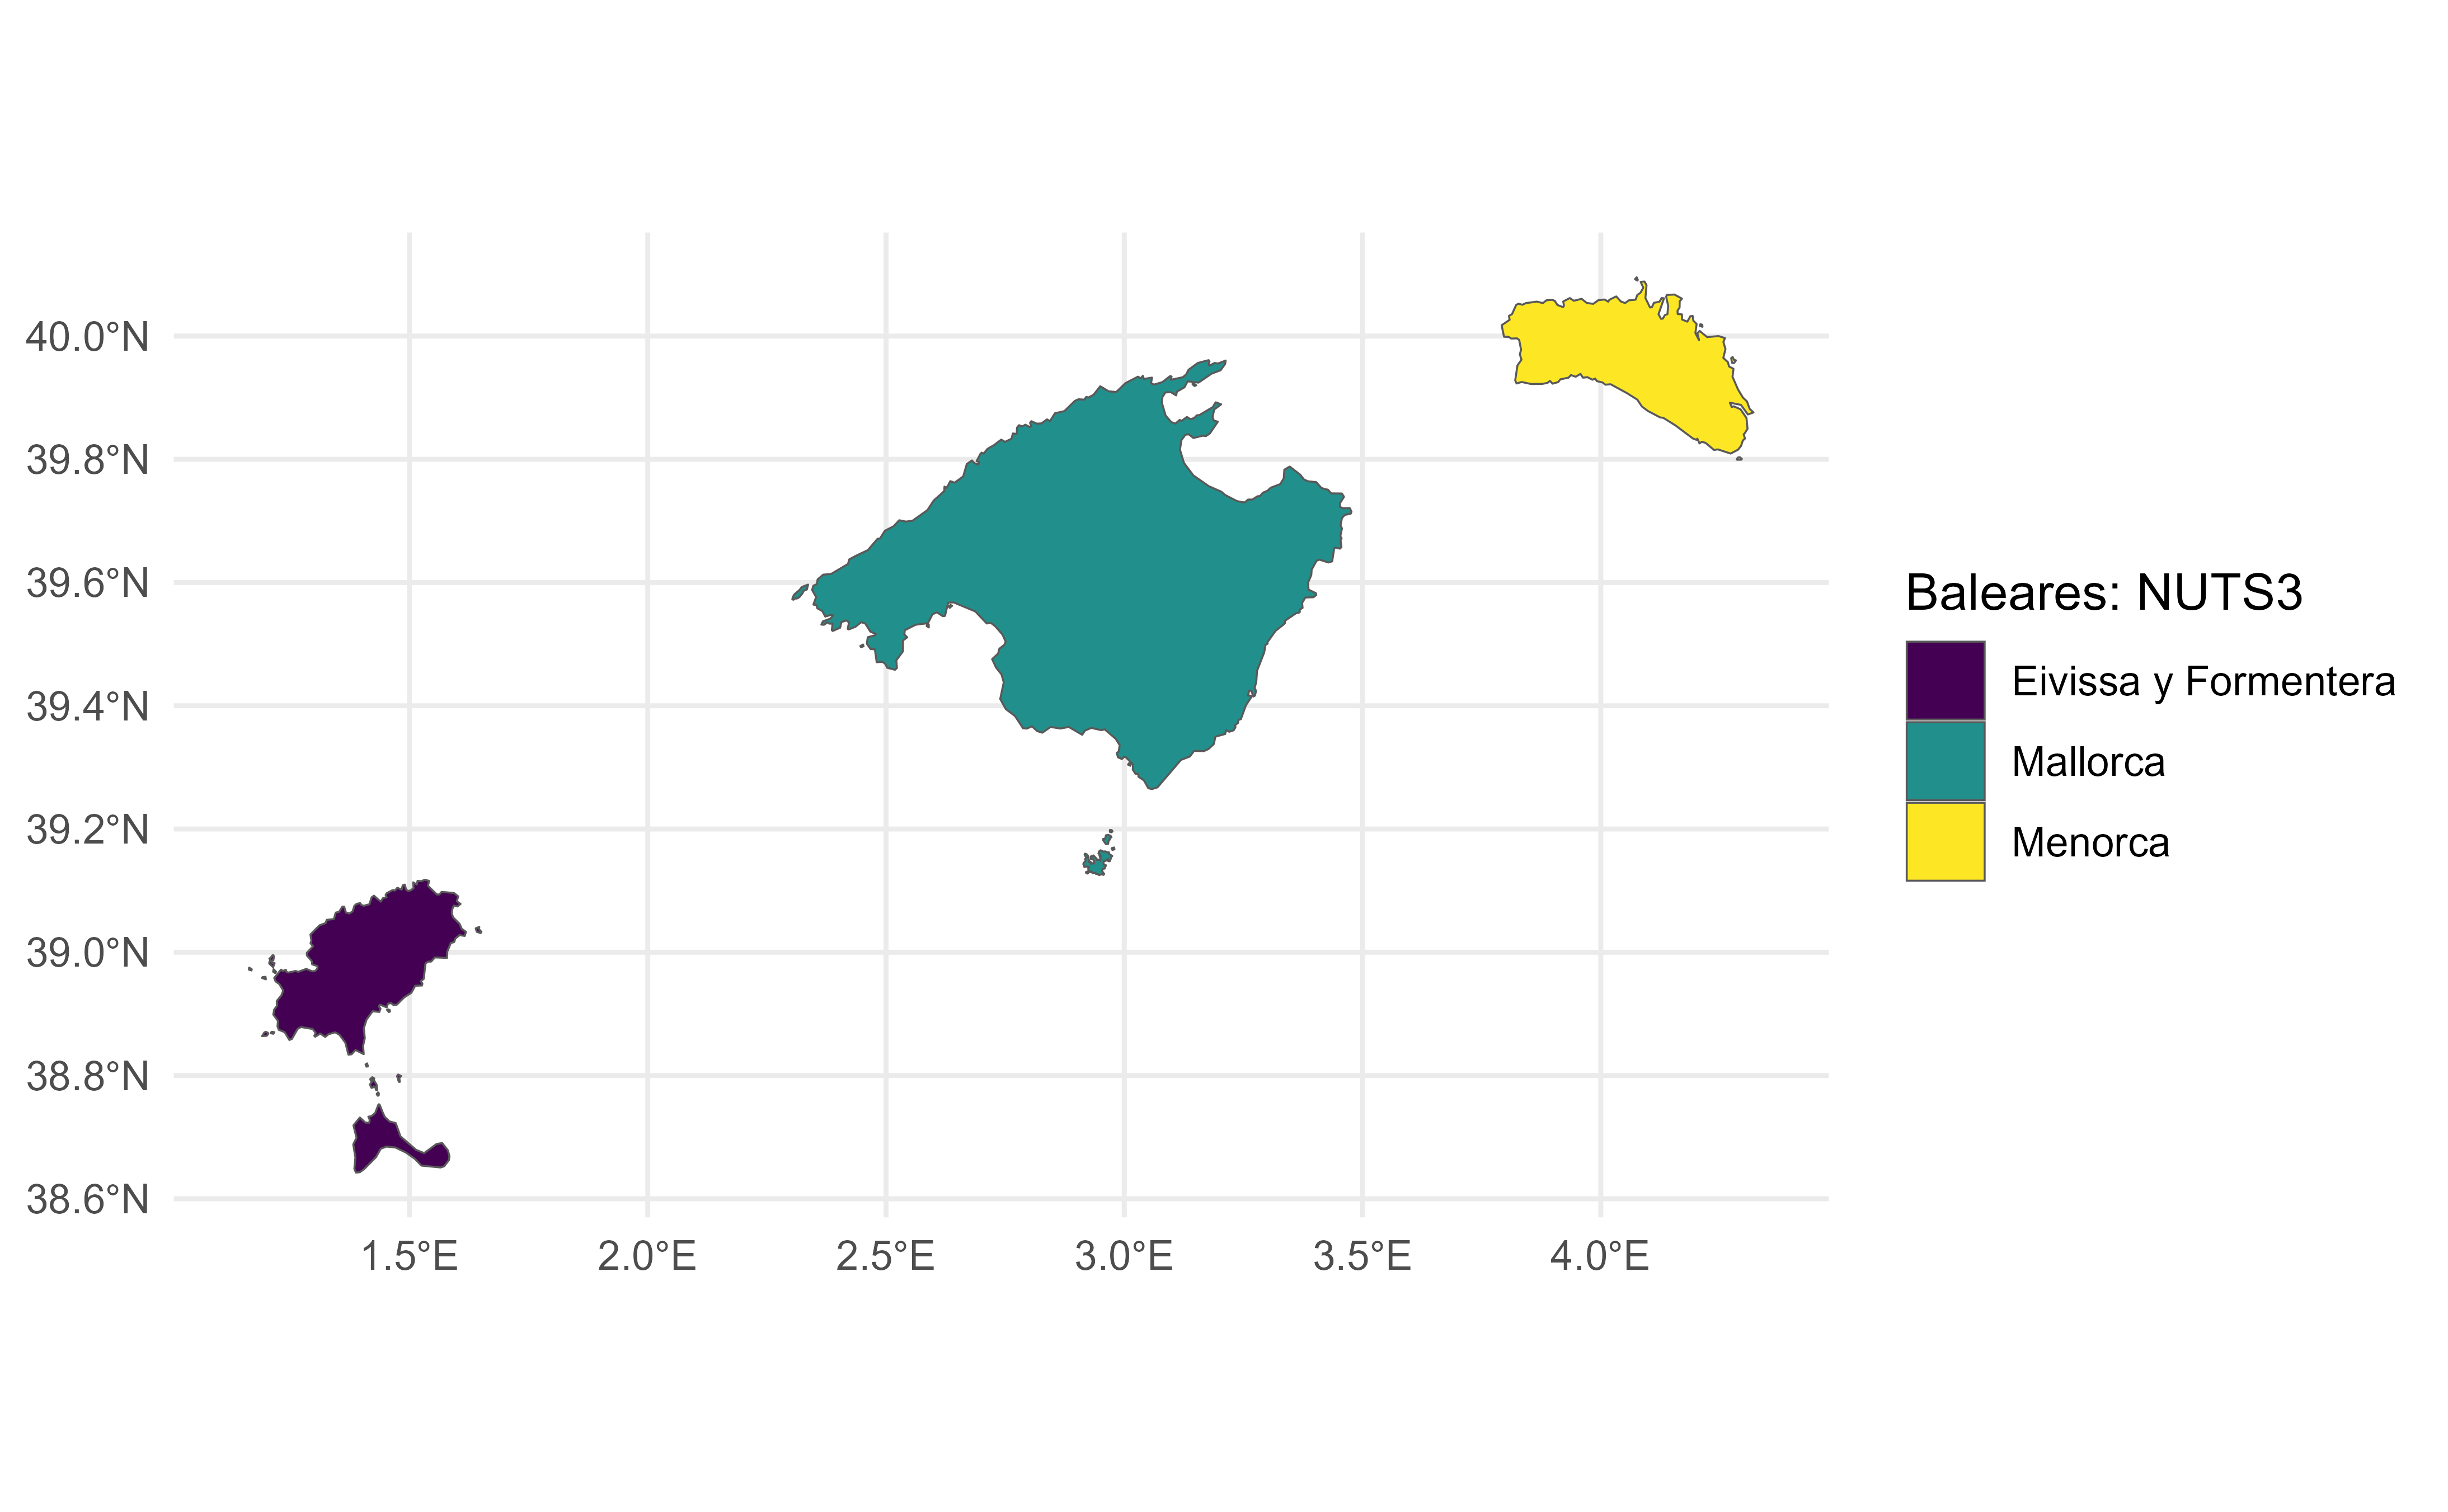 40.0°N
39.8°N
39.6°N
39.4°N
39.2°N
39.0°N
38.8°N
38.6°N
1.5°E 2.0°E 2.5°E 3.0°E 3.5°E 4.0°E
Baleares: NUTS3
Eivissa y Formentera
Mallorca
Menorca